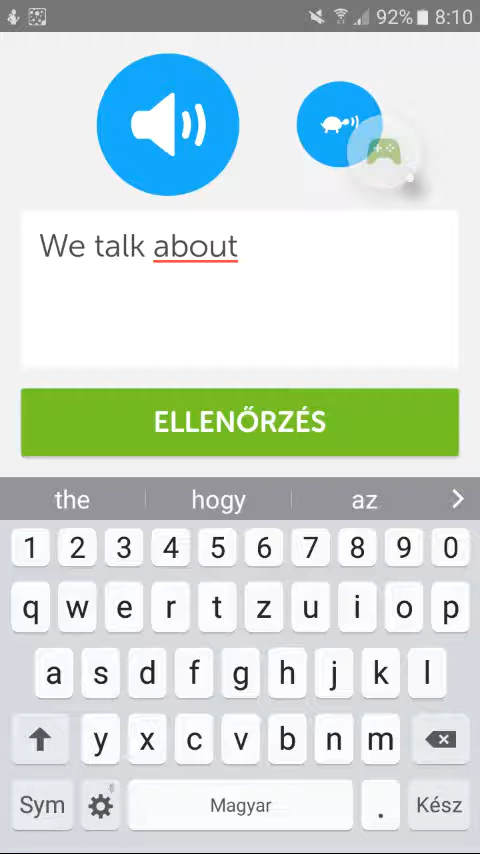 92% 8:10
We talk about
ELLENŐRZÉS
the hogy az
1 2 3 4 5 6 7 8 9 0
q w e r t z u i o p
a s d f g h j k l
y x c v b n m
Sym Magyar . Kész